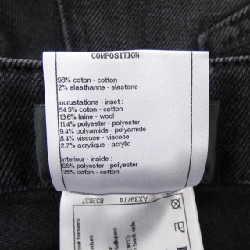 COMPOSITION
98% coton - cotton
2% elasthanne - elastane
incrustations - inset:
54.5% coton - cotton
13.6% laine - wool
11.4% polyester - polyester
9.4% polyamide - polyamide
8.4% viscose - viscose
2.7% acrylique - acrylic
interieur - inside:
65% polyester - polyester
35% coton - cotton